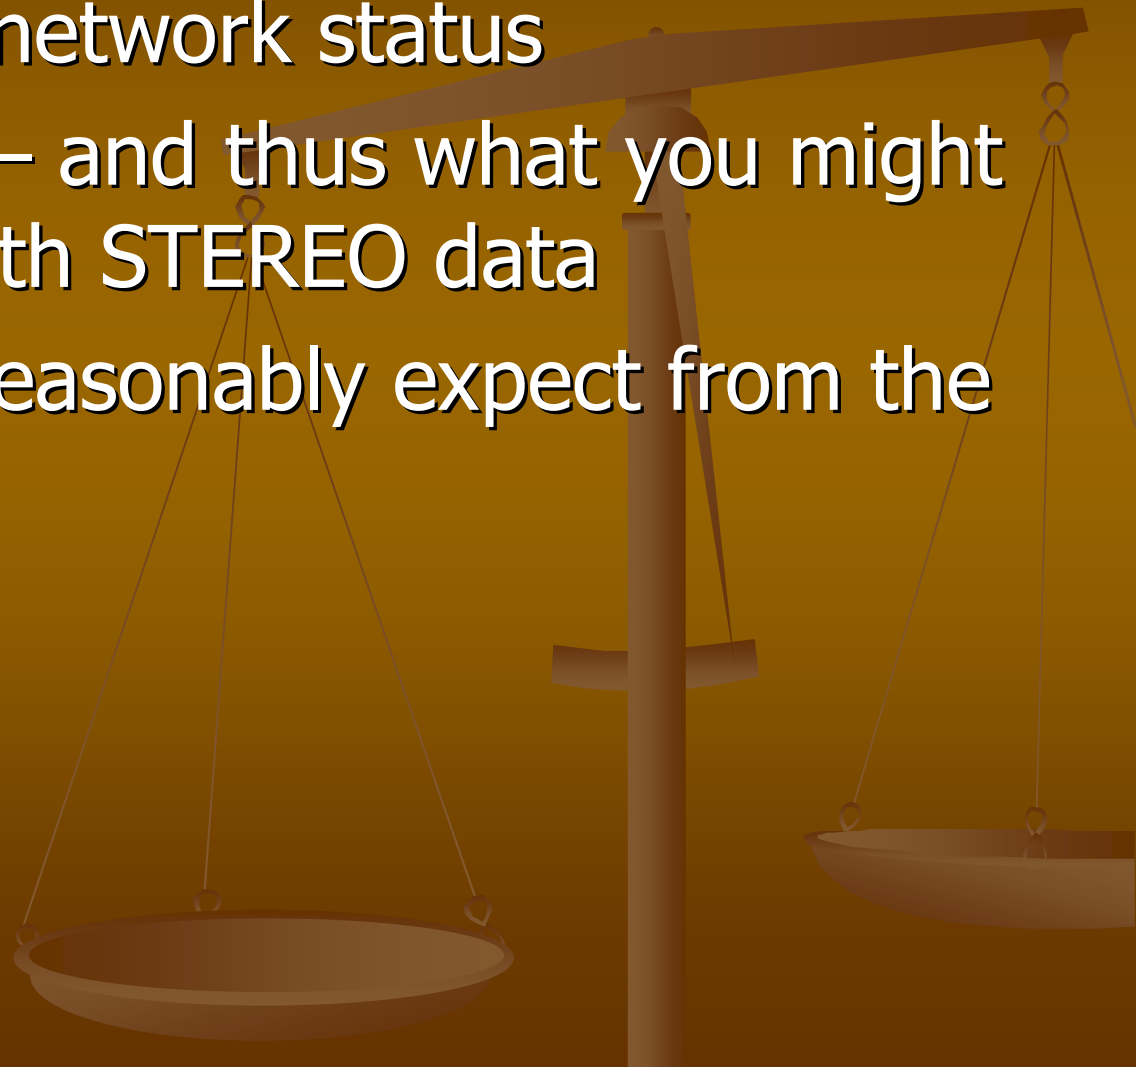 network status
– and thus what you might
th STEREO data
easonably expect from the